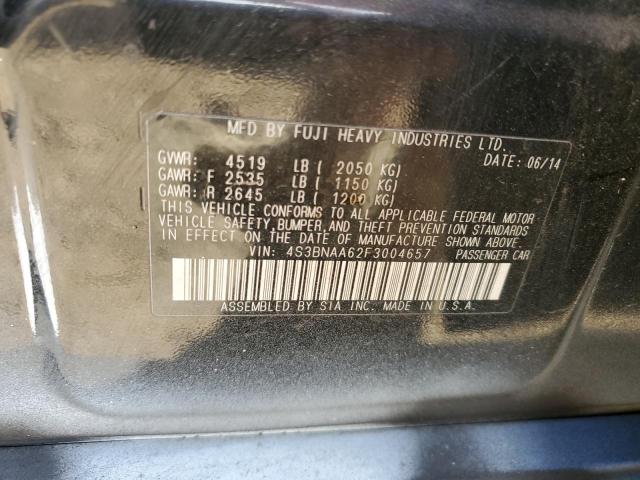 MFD BY FUJI HEAVY INDUSTRIES LTD.
GVWR: 4519 LB ( 2050 KG) DATE: 06/14
GAWR: F 2535 LB ( 1150 KG)
GAWR: R 2645 LB ( 1200 KG)
THIS VEHICLE CONFORMS TO ALL APPLICABLE FEDERAL MOTOR
VEHICLE SAFETY, BUMPER, AND THEFT PREVENTION STANDARDS
IN EFFECT ON THE DATE OF MANUFACTURE SHOWN ABOVE.
VIN: 4S3BNAA62F3004657 PASSENGER CAR
ASSEMBLED BY SIA INC. MADE IN U.S.A.